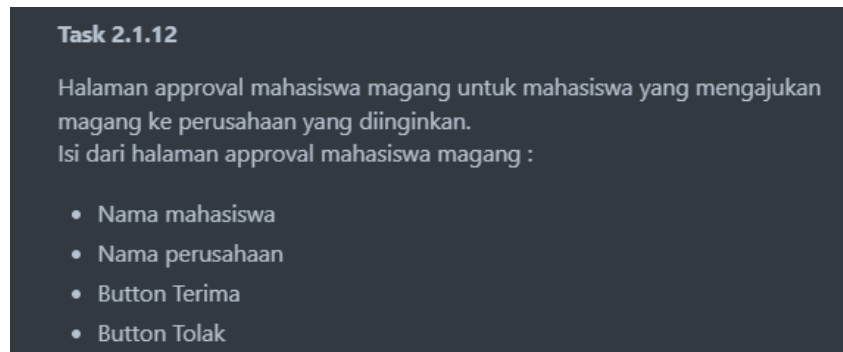 Task 2.1.12
Halaman approval mahasiswa magang untuk mahasiswa yang mengajukan
magang ke perusahaan yang diinginkan.
Isi dari halaman approval mahasiswa magang :
• Nama mahasiswa
• Nama perusahaan
• Button Terima
• Button Tolak